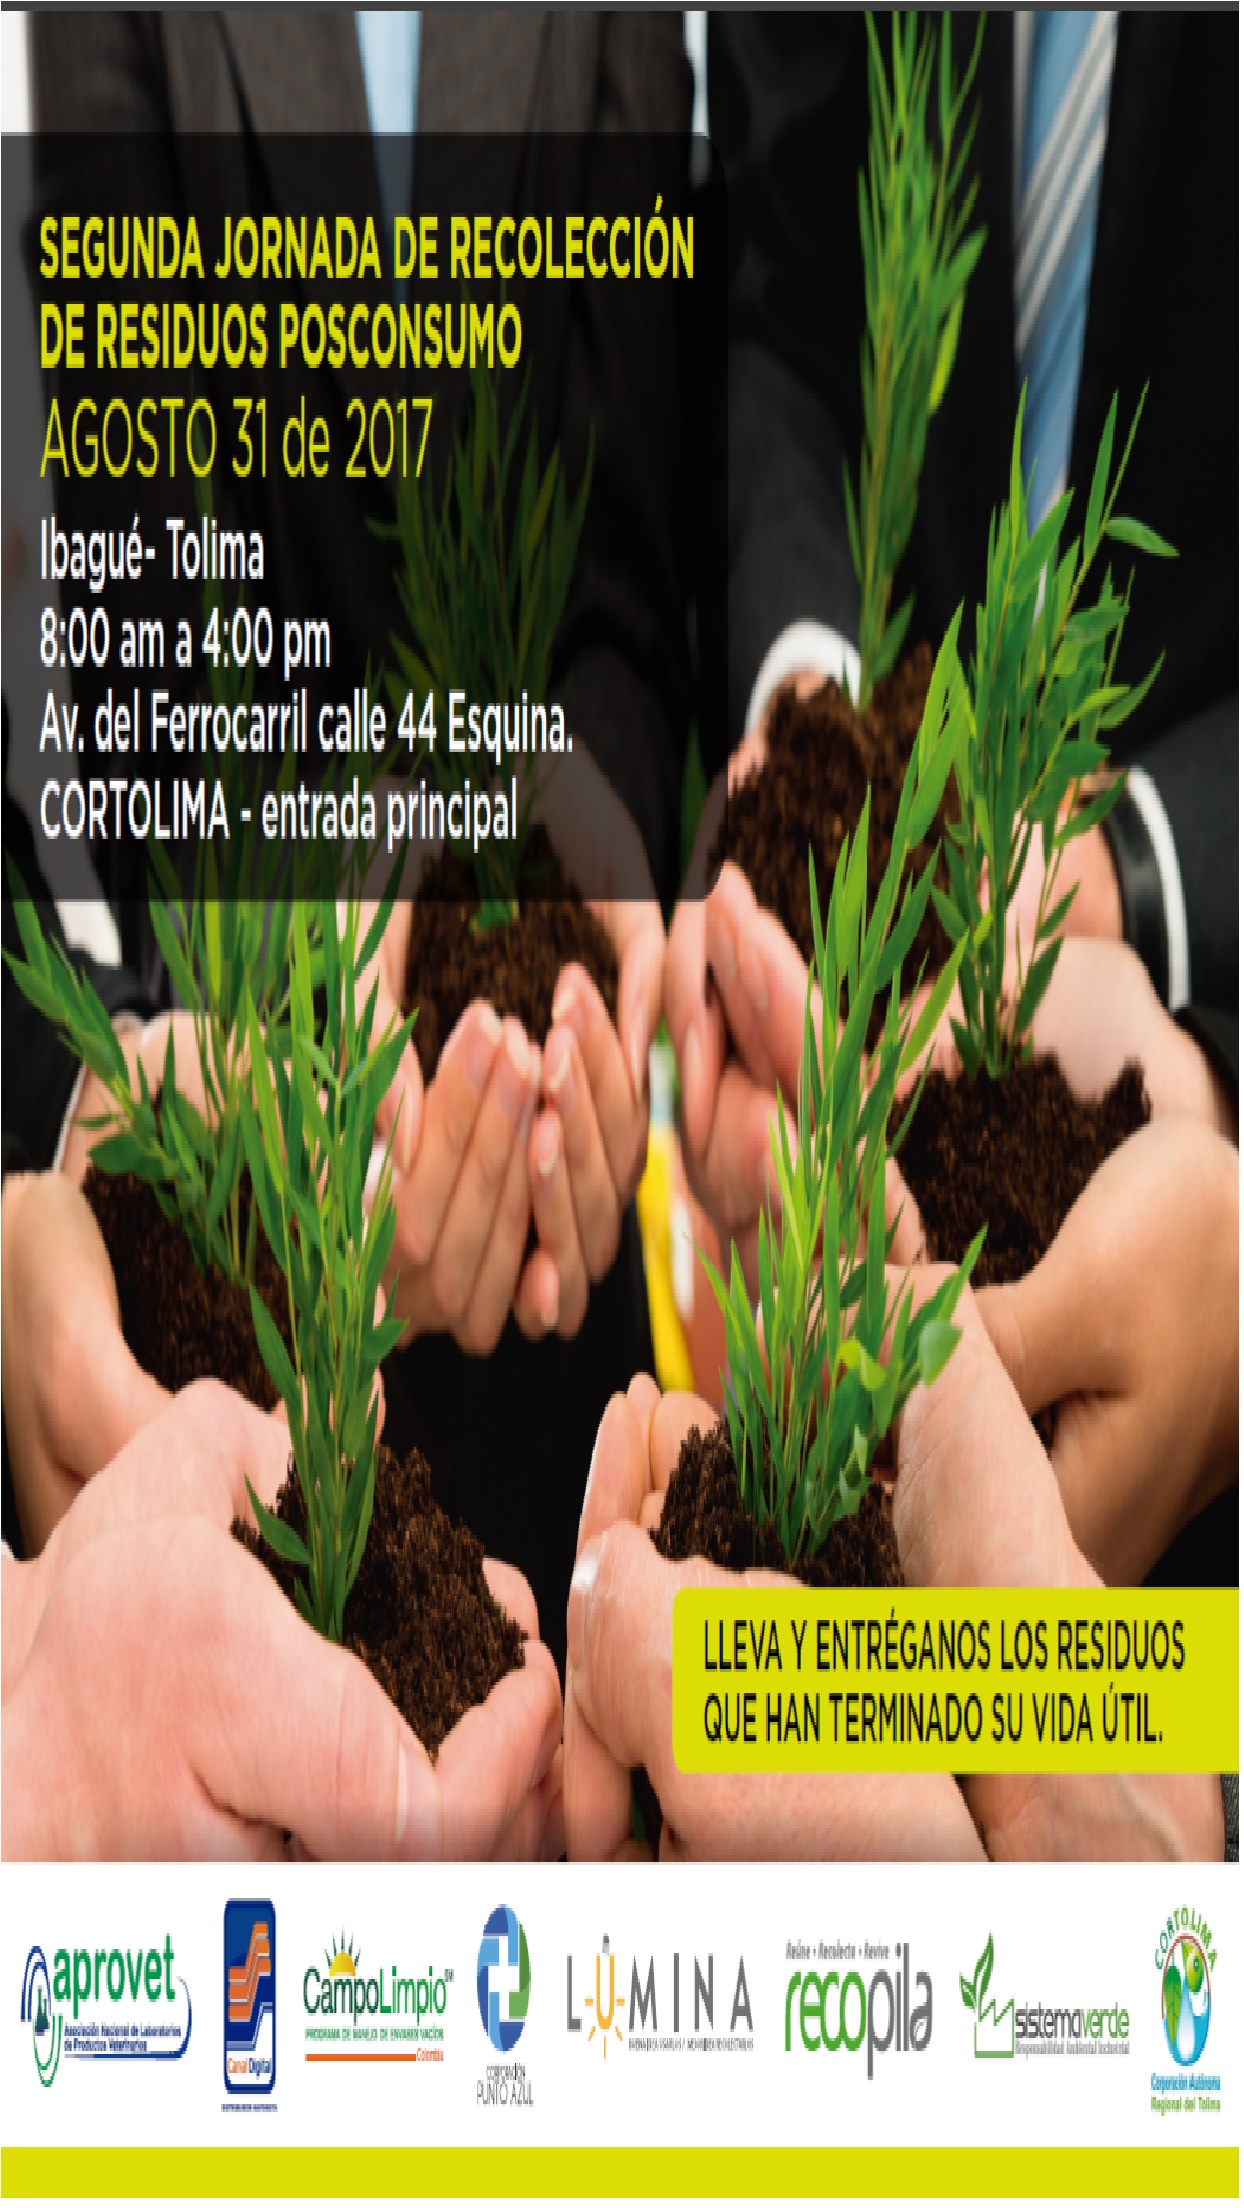 SEGUNDA JORNADA DE RECOLECCIÓN
DE RESIDUOS POSCONSUMO
AGOSTO 31 de 2017
Ibagué- Tolima
8:00 am a 4:00 pm
Av. del Ferrocarril calle 44 Esquina.
CORTOLIMA - entrada principal
LLEVA Y ENTRÉGANOS LOS RESIDUOS
QUE HAN TERMINADO SU VIDA ÚTIL.
aprovet
Asociación Nacional de Laboratorios
de Productos Veterinarios
Canal Digital
CampoLimpio
PROGRAMA DE MANEJO DE ENVASES VACÍOS
Colombia
CORPORACIÓN
PUNTO AZUL
LUMINA
Reúne • Recolecta • Revive
recopila
sistemaverde
Responsabilidad Ambiental Industrial
CORTOLIMA
Corporación Autónoma
Regional del Tolima